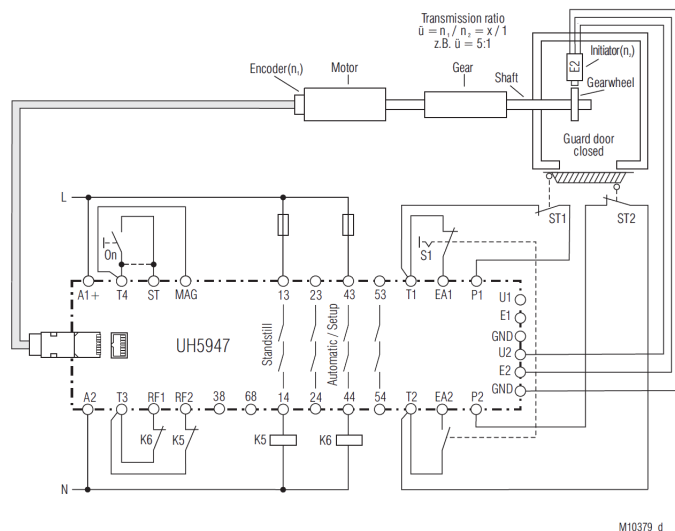 Transmission ratio
ü = n₁ / n₂ = x / 1
z.B. ü = 5:1
Encoder(n₁)
Motor
Gear
Shaft
E2
Initiator(n₂)
Gearwheel
Guard door
closed
L
On
S1
ST1
ST2
A1+
T4
ST
MAG
13
23
43
53
T1
EA1
P1
U1
E1
GND
U2
E2
GND
UH5947
Standstill
Automatic / Setup
A2
T3
RF1
RF2
38
68
14
24
44
54
T2
EA2
P2
K6
K5
K5
K6
N
M10379_d